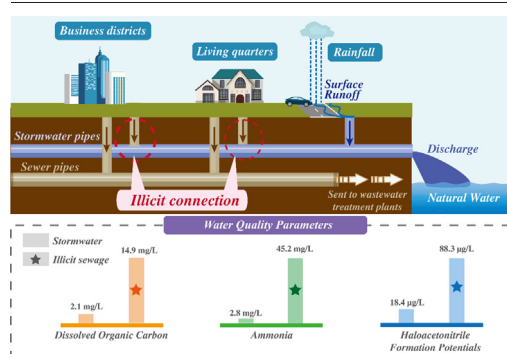 Business districts
Living quarters
Rainfall
Surface
Runoff
Stormwater pipes
Discharge
Sewer pipes
Illicit connection
Sent to wastewater
treatment plants
Natural Water
Water Quality Parameters
Stormwater
Illicit sewage
14.9 mg/L
2.1 mg/L
Dissolved Organic Carbon
45.2 mg/L
2.8 mg/L
Ammonia
88.3 µg/L
18.4 µg/L
Haloacetonitrile
Formation Potentials